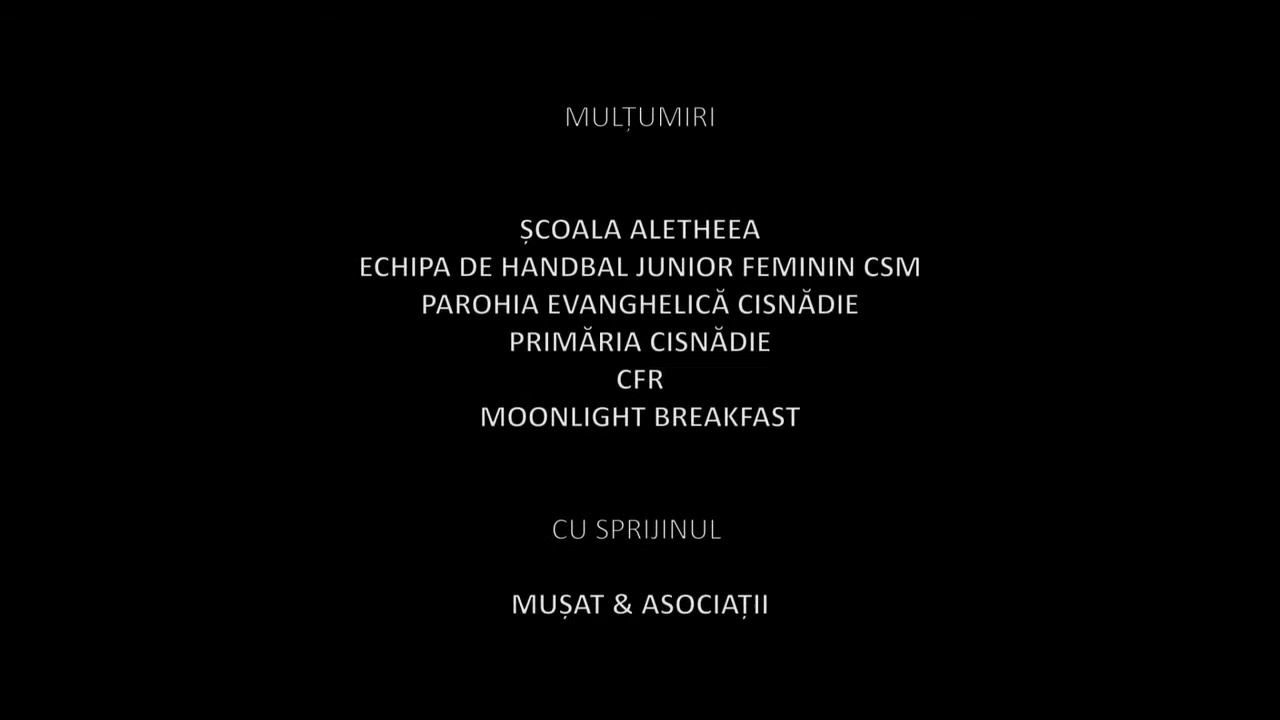 MULȚUMIRI
ȘCOALA ALETHEEA
ECHIPA DE HANDBAL JUNIOR FEMININ CSM
PAROHIA EVANGHELICĂ CISNĂDIE
PRIMĂRIA CISNĂDIE
CFR
MOONLIGHT BREAKFAST
CU SPRIJINUL
MUȘAT & ASOCIAȚII